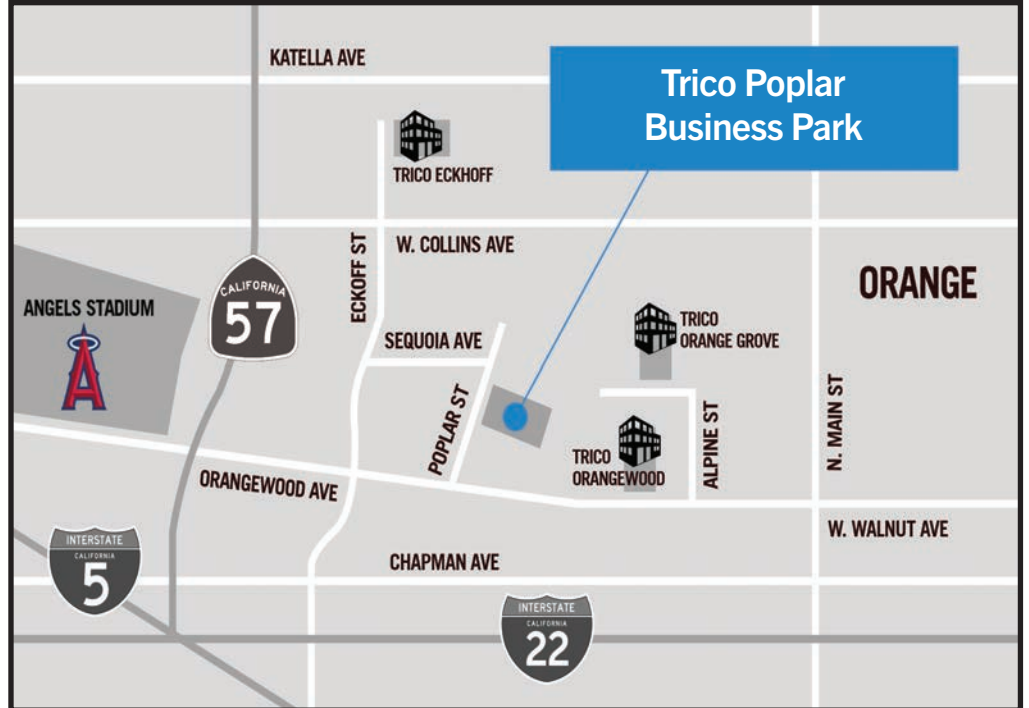 KATELLA AVE
Trico Poplar
Business Park
TRICO ECKHOFF
ECKOFF ST
W. COLLINS AVE
ORANGE
ANGELS STADIUM
A
CALIFORNIA
57
SEQUOIA AVE
TRICO
ORANGE GROVE
POPLAR ST
TRICO
ORANGEWOOD
ALPINE ST
N. MAIN ST
ORANGEWOOD AVE
W. WALNUT AVE
INTERSTATE
CALIFORNIA
5
CHAPMAN AVE
INTERSTATE
CALIFORNIA
22